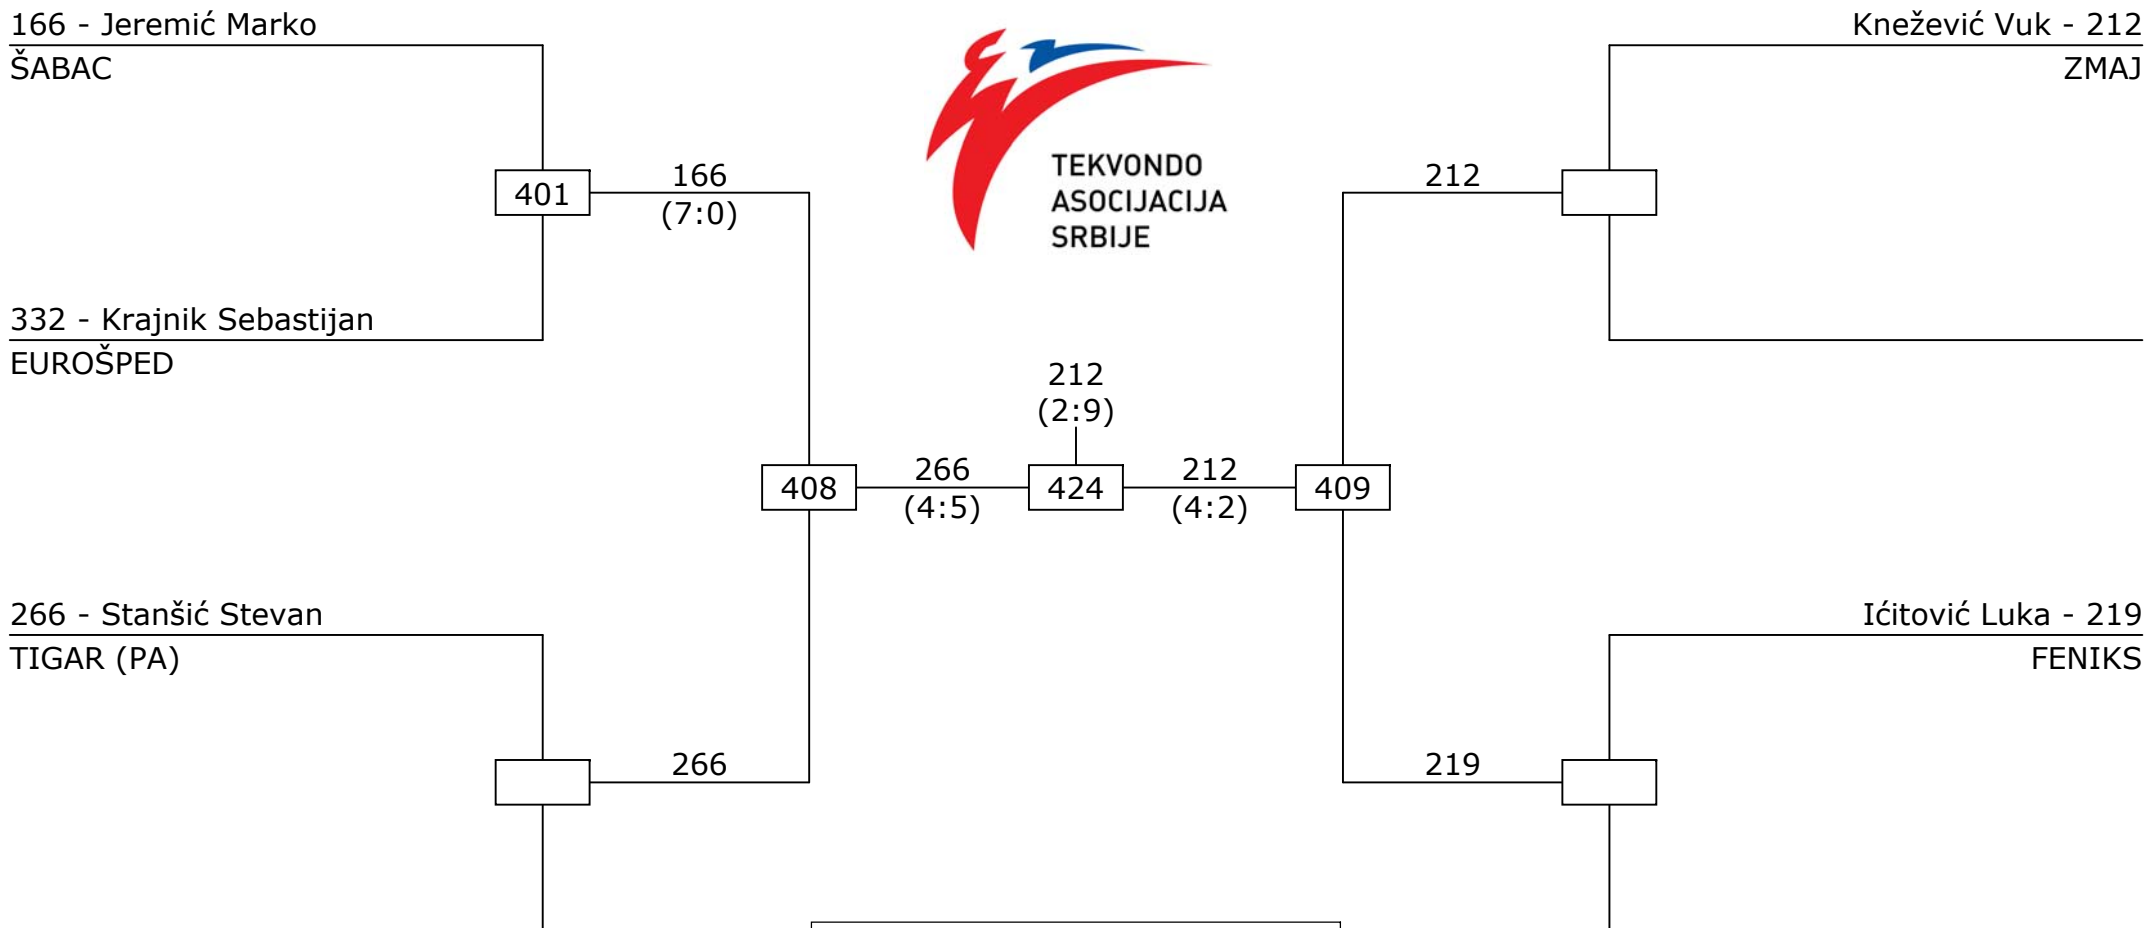 166 - Jeremić Marko
ŠABAC
Knežević Vuk - 212
ZMAJ
TEKVONDO
ASOCIJACIJA
SRBIJE
401
166
(7:0)
212
332 - Krajnik Sebastijan
EUROŠPED
212
(2:9)
408
266
(4:5)
424
212
(4:2)
409
266 - Stanšić Stevan
TIGAR (PA)
Ićitović Luka - 219
FENIKS
266
219